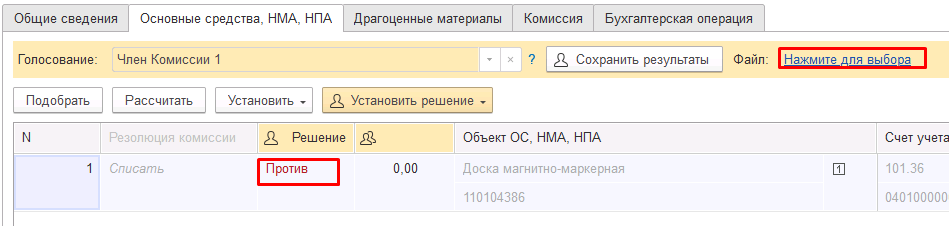 Общие сведения Основные средства, НМА, НПА Драгоценные материалы Комиссия Бухгалтерская операция
Голосование: Член Комиссии 1 ? Сохранить результаты Файл: Нажмите для выбора
Подобрать Рассчитать Установить Установить решение
N Резолюция комиссии Решение Объект ОС, НМА, НПА Счет учета
1 Списать Против 0,00 Доска магнитно-маркерная 1 101.36
110104386 040100000